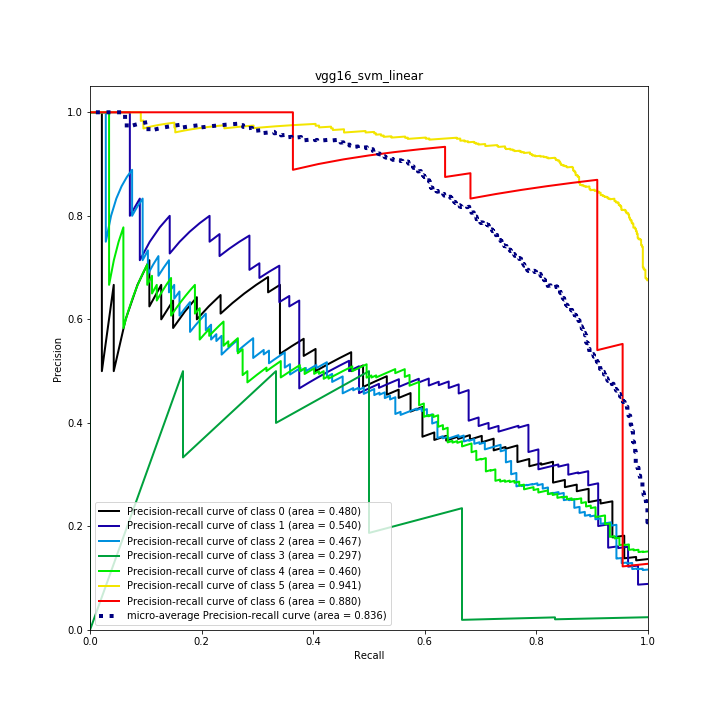 vgg16_svm_linear
Precision
1.0
0.8
0.6
0.4
0.2
0.0
Precision-recall curve of class 0 (area = 0.480)
Precision-recall curve of class 1 (area = 0.540)
Precision-recall curve of class 2 (area = 0.467)
Precision-recall curve of class 3 (area = 0.297)
Precision-recall curve of class 4 (area = 0.460)
Precision-recall curve of class 5 (area = 0.941)
Precision-recall curve of class 6 (area = 0.880)
micro-average Precision-recall curve (area = 0.836)
0.0 0.2 0.4 0.6 0.8 1.0
Recall